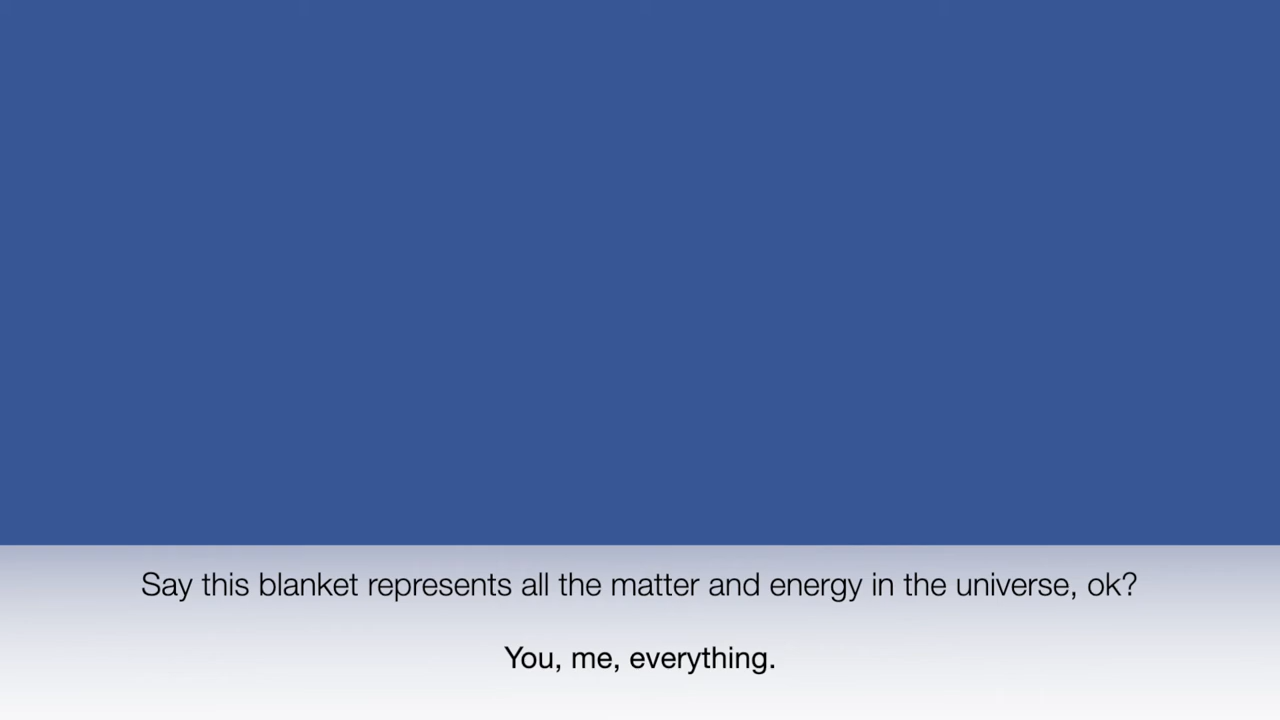 Say this blanket represents all the matter and energy in the universe, ok?
You, me, everything.